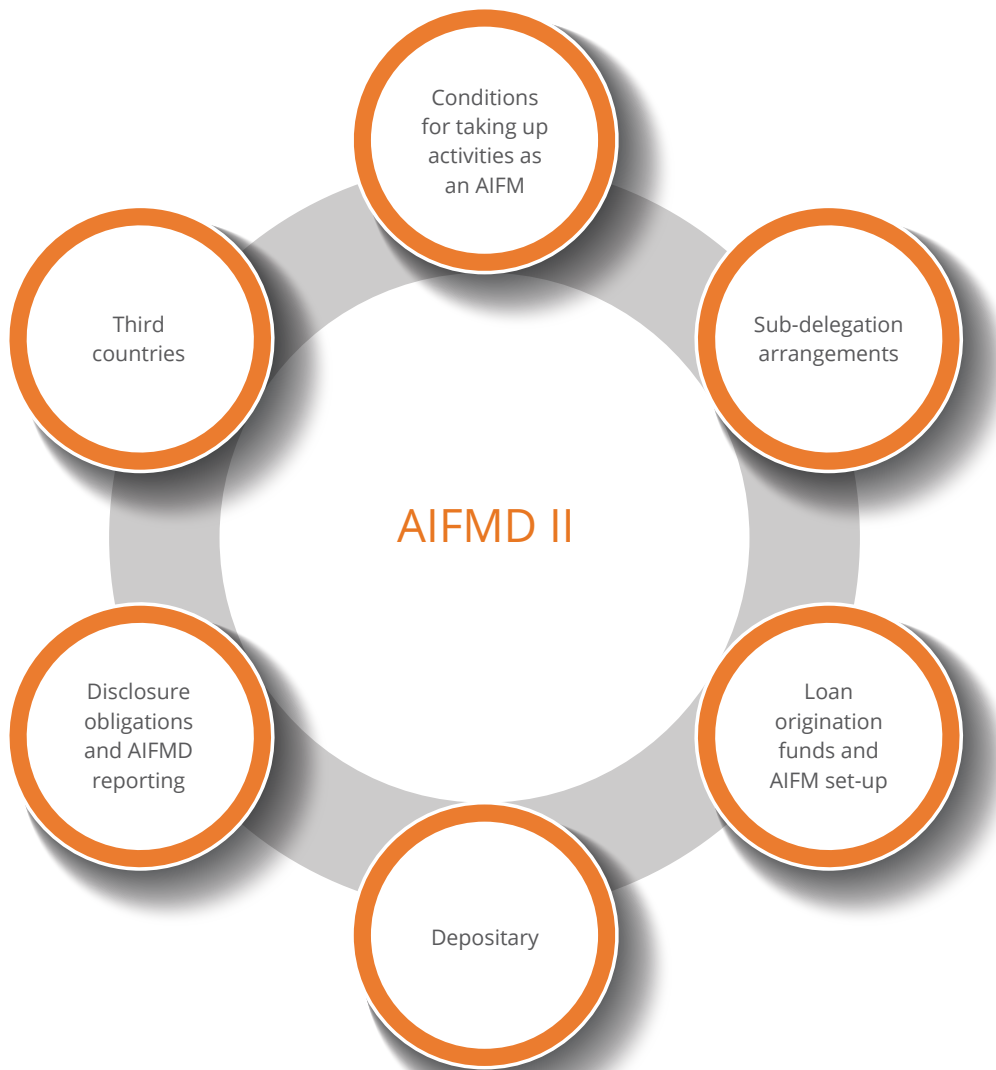 Conditions
for taking up
activities as
an AIFM
Third
countries
Sub-delegation
arrangements
AIFMD II
Disclosure
obligations
and AIFMD
reporting
Loan
origination
funds and
AIFM set-up
Depositary